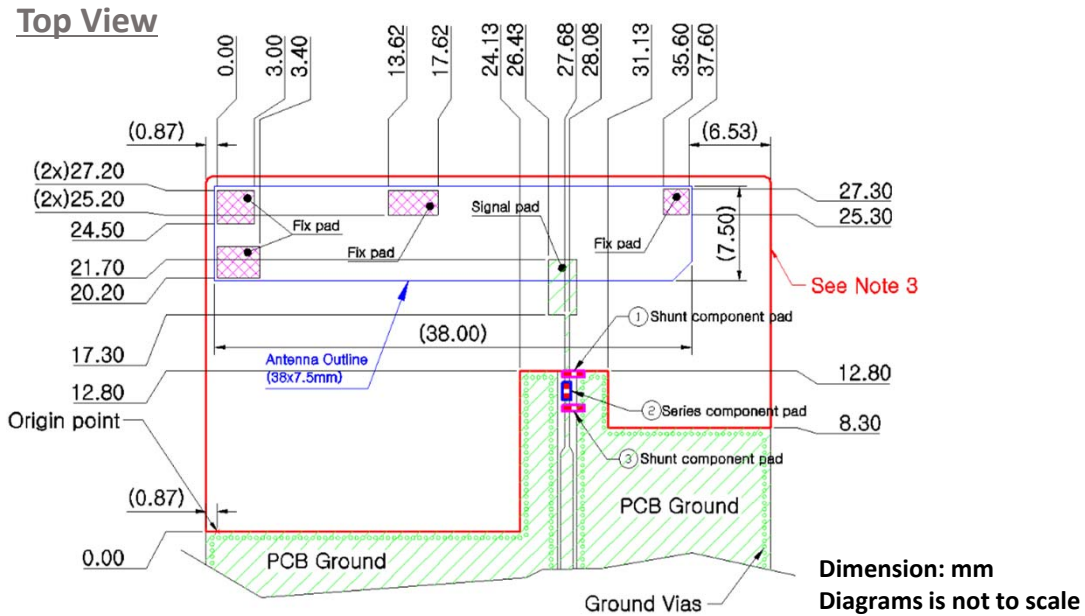 Top View
0.00
3.00
3.40
13.62
17.62
24.13
26.43
27.68
28.08
31.13
35.60
37.60
(0.87)
(6.53)
(2x)27.20
(2x)25.20
24.50
21.70
20.20
17.30
12.80
Origin point
(0.87)
0.00
Fix pad
Fix pad
Signal pad
Fix pad
27.30
25.30
(7.50)
See Note 3
(38.00)
Antenna Outline
(38x7.5mm)
1 Shunt component pad
12.80
2 Series component pad
8.30
3 Shunt component pad
PCB Ground
PCB Ground
Ground Vias
Dimension: mm
Diagrams is not to scale